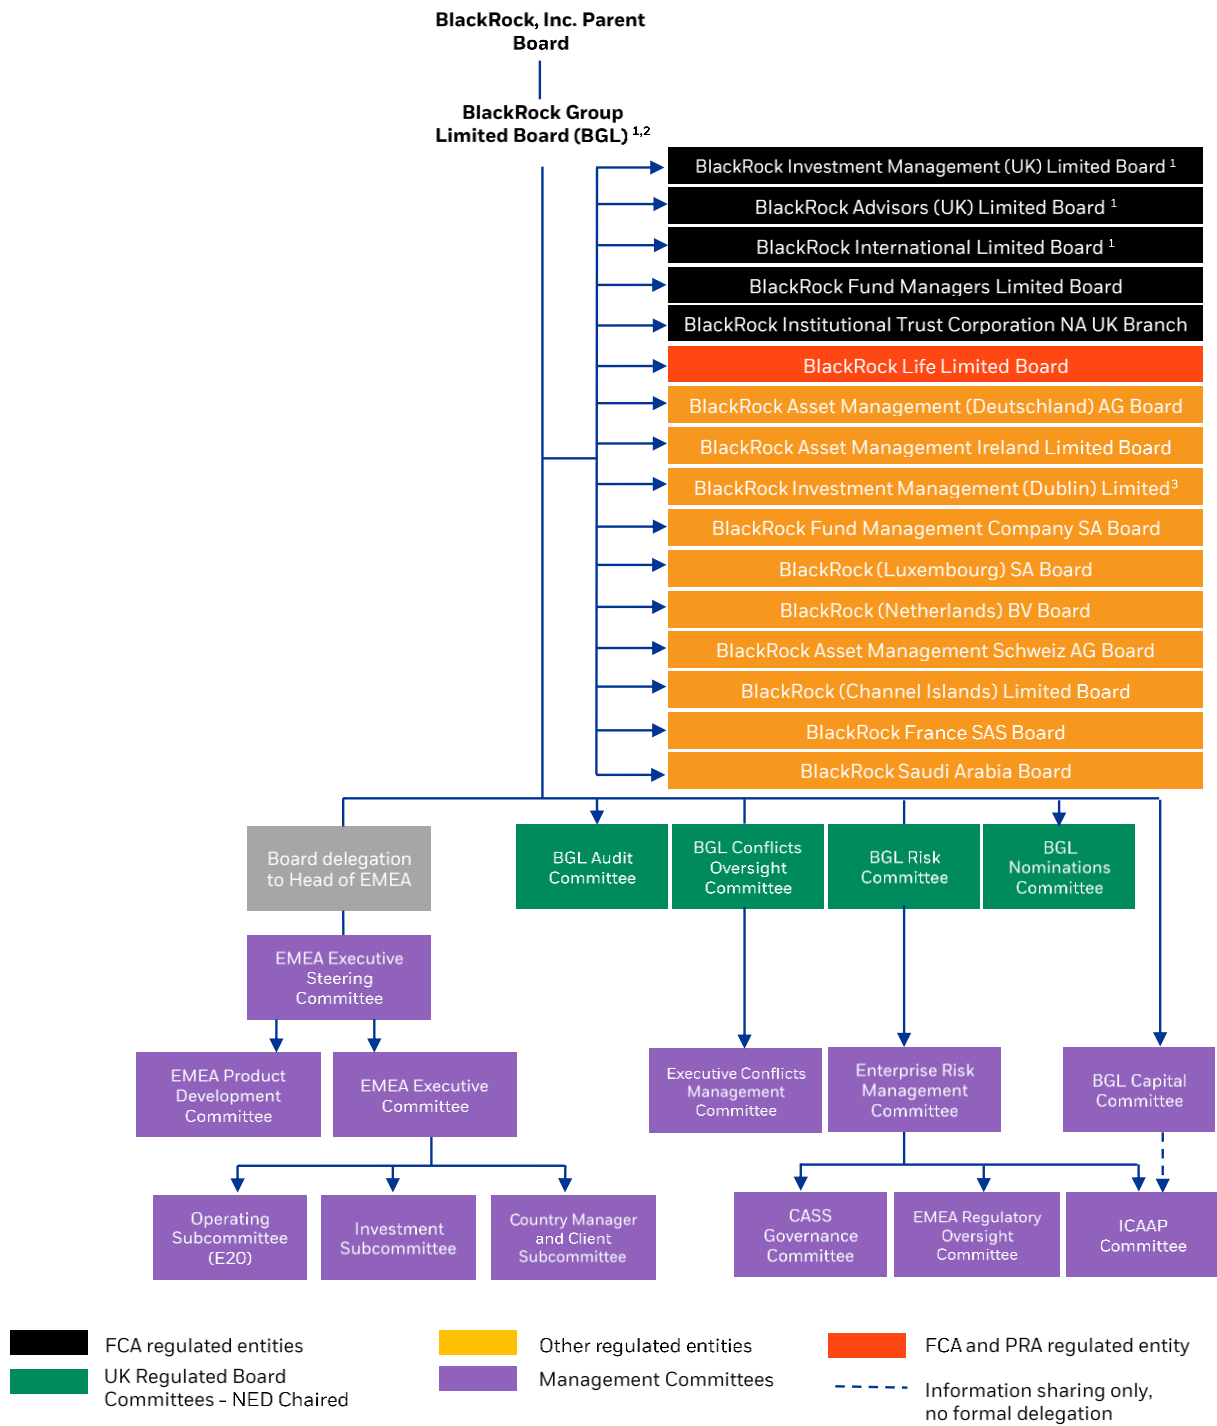 BlackRock, Inc. Parent
Board
BlackRock Group
Limited Board (BGL) 1,2
BlackRock Investment Management (UK) Limited Board 1
BlackRock Advisors (UK) Limited Board 1
BlackRock International Limited Board 1
BlackRock Fund Managers Limited Board
BlackRock Institutional Trust Corporation NA UK Branch
BlackRock Life Limited Board
BlackRock Asset Management (Deutschland) AG Board
BlackRock Asset Management Ireland Limited Board
BlackRock Investment Management (Dublin) Limited3
BlackRock Fund Management Company SA Board
BlackRock (Luxembourg) SA Board
BlackRock (Netherlands) BV Board
BlackRock Asset Management Schweiz AG Board
BlackRock (Channel Islands) Limited Board
BlackRock France SAS Board
BlackRock Saudi Arabia Board
Board delegation
to Head of EMEA
BGL Audit
Committee
BGL Conflicts
Oversight
Committee
BGL Risk
Committee
BGL
Nominations
Committee
EMEA Executive
Steering
Committee
EMEA Product
Development
Committee
EMEA Executive
Committee
Executive Conflicts
Management
Committee
Enterprise Risk
Management
Committee
BGL Capital
Committee
Operating
Subcommittee
(E20)
Investment
Subcommittee
Country Manager
and Client
Subcommittee
CASS
Governance
Committee
EMEA Regulatory
Oversight
Committee
ICAAP
Committee
FCA regulated entities
Other regulated entities
FCA and PRA regulated entity
UK Regulated Board
Committees - NED Chaired
Management Committees
Information sharing only,
no formal delegation